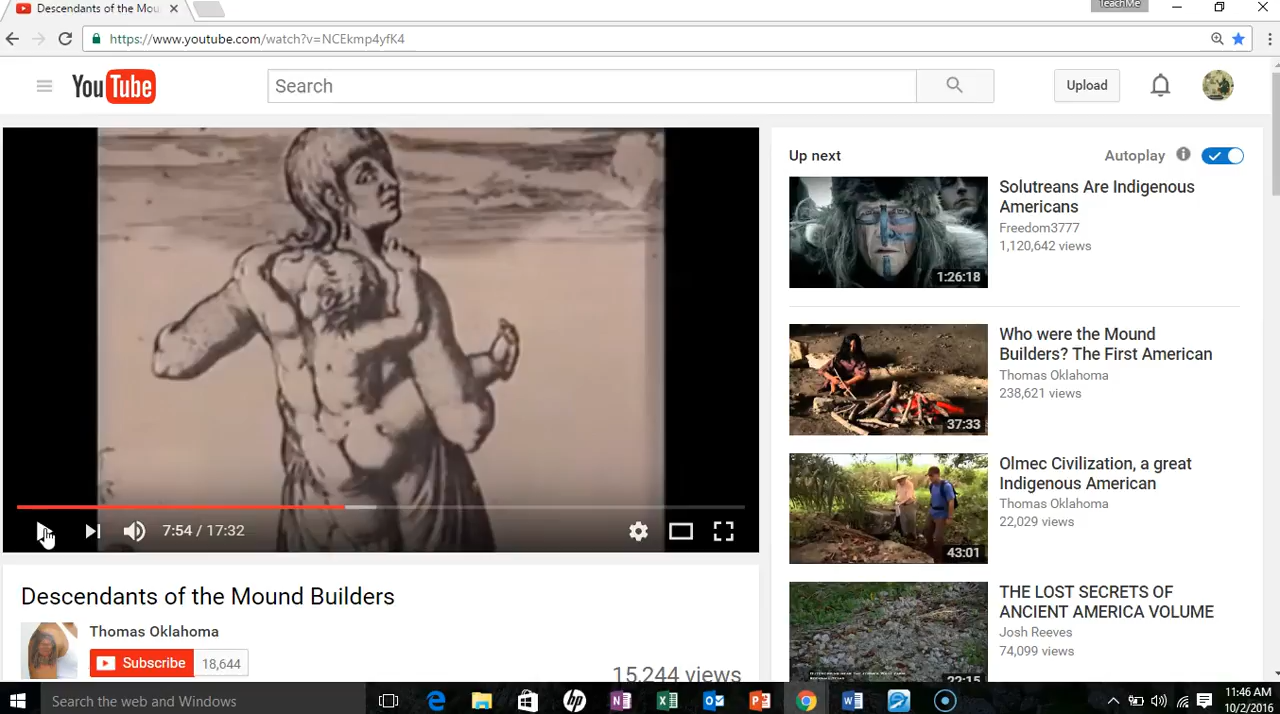 Descendants of the Mou
TeachMe
https://www.youtube.com/watch?v=NCEkmp4yfK4
YouTube
Search
Upload
Up next
Autoplay
Solutreans Are Indigenous
Americans
Freedom3777
1,120,642 views
1:26:18
Who were the Mound
Builders? The First American
Thomas Oklahoma
238,621 views
37:33
Olmec Civilization, a great
Indigenous American
Thomas Oklahoma
22,029 views
43:01
THE LOST SECRETS OF
ANCIENT AMERICA VOLUME
Josh Reeves
74,099 views
22:15
7:54 / 17:32
Descendants of the Mound Builders
Thomas Oklahoma
Subscribe 18,644
15,244 views
Search the web and Windows
11:46 AM
10/2/2016